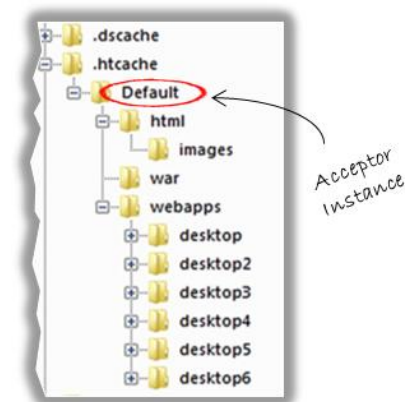 .dscache
.htcache
Default
html
images
war
webapps
desktop
desktop2
desktop3
desktop4
desktop5
desktop6
Acceptor
Instance